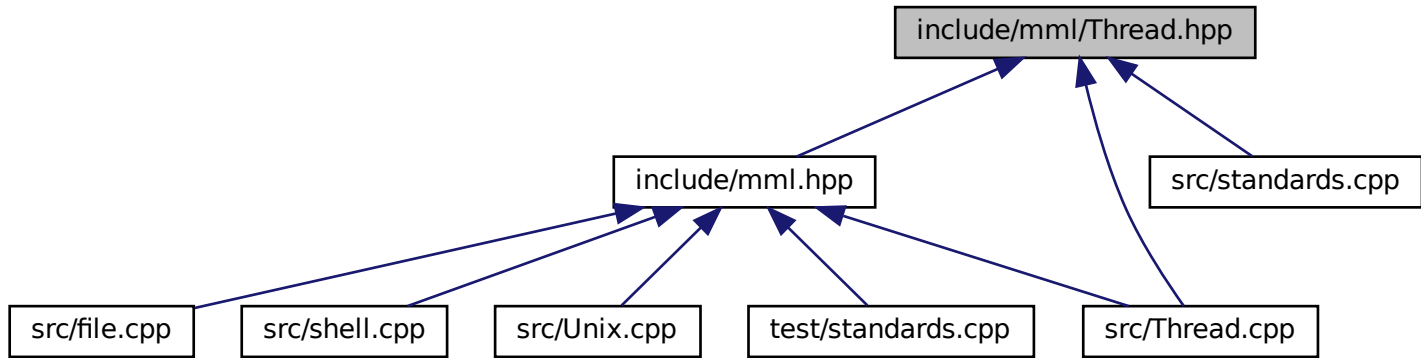 include/mml/Thread.hpp
include/mml.hpp
src/standards.cpp
src/file.cpp
src/shell.cpp
src/Unix.cpp
test/standards.cpp
src/Thread.cpp